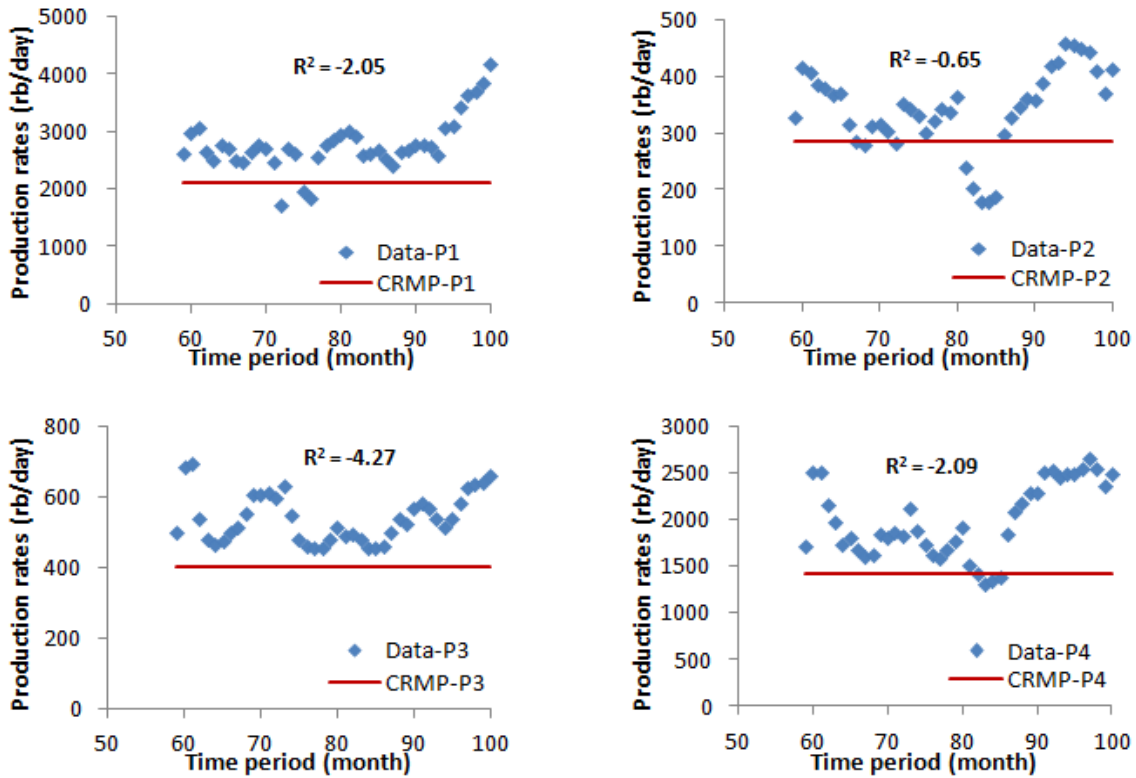 Production rates (rb/day)
5000
4000
3000
2000
1000
0
R² = -2.05
Data-P1
CRMP-P1
50 60 70 80 90 100
Time period (month)
Production rates (rb/day)
500
400
300
200
100
0
R² = -0.65
Data-P2
CRMP-P2
50 60 70 80 90 100
Time period (month)
Production rates (rb/day)
800
600
400
200
0
R² = -4.27
Data-P3
CRMP-P3
50 60 70 80 90 100
Time period (month)
Production rates (rb/day)
3000
2500
2000
1500
1000
500
0
R² = -2.09
Data-P4
CRMP-P4
50 60 70 80 90 100
Time period (month)